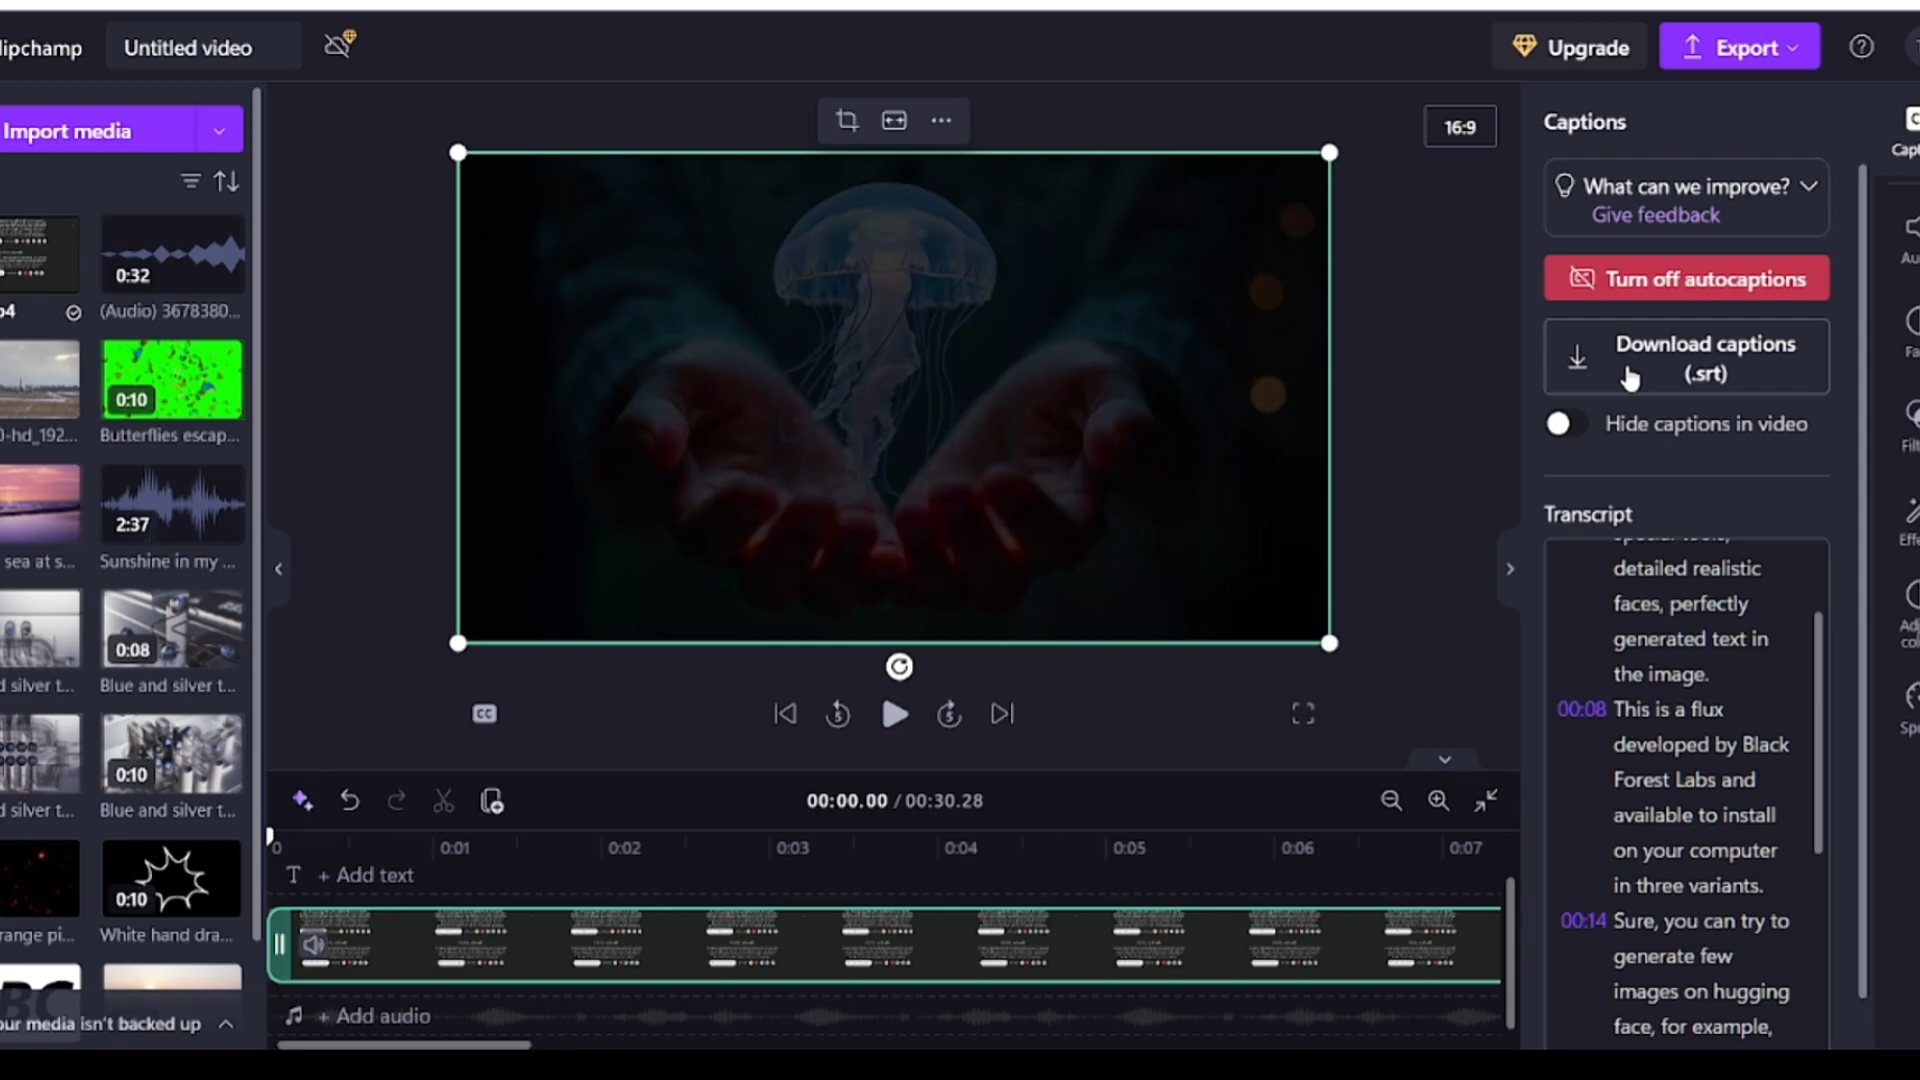 lipchamp
Untitled video
Upgrade
Export
Import media
16:9
Captions
What can we improve?
Give feedback
Turn off autocaptions
Download captions
(.srt)
Hide captions in video
Transcript
detailed realistic
faces, perfectly
generated text in
the image.
00:08 This is a flux
developed by Black
Forest Labs and
available to install
on your computer
in three variants.
00:14 Sure, you can try to
generate few
images on hugging
face, for example,
0:32
(Audio) 3678380...
0:10
0-hd_192...
Butterflies escap...
2:37
sea at s...
Sunshine in my ...
0:08
d silver t...
Blue and silver t...
0:10
d silver t...
Blue and silver t...
0:10
range pi...
White hand dra...
BC
our media isn't backed up
CC
5
5
00:00.00 / 00:30.28
0
0:01
0:02
0:03
0:04
0:05
0:06
0:07
T + Add text
+ Add audio